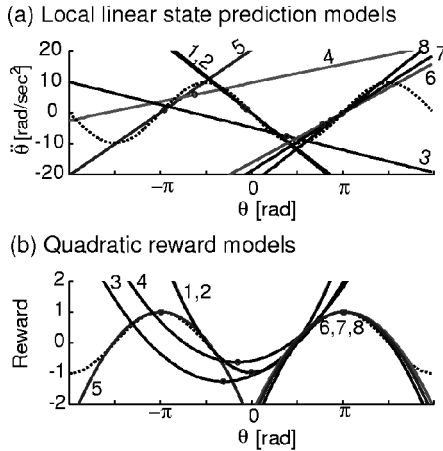 (a) Local linear state prediction models
θ̈ [rad/sec²]
20
10
0
-10
-20
1,2
5
4
8
7
6
3
−π
0
π
θ [rad]
(b) Quadratic reward models
Reward
2
1
0
-1
-2
3
4
1,2
5
6,7,8
−π
0
π
θ [rad]